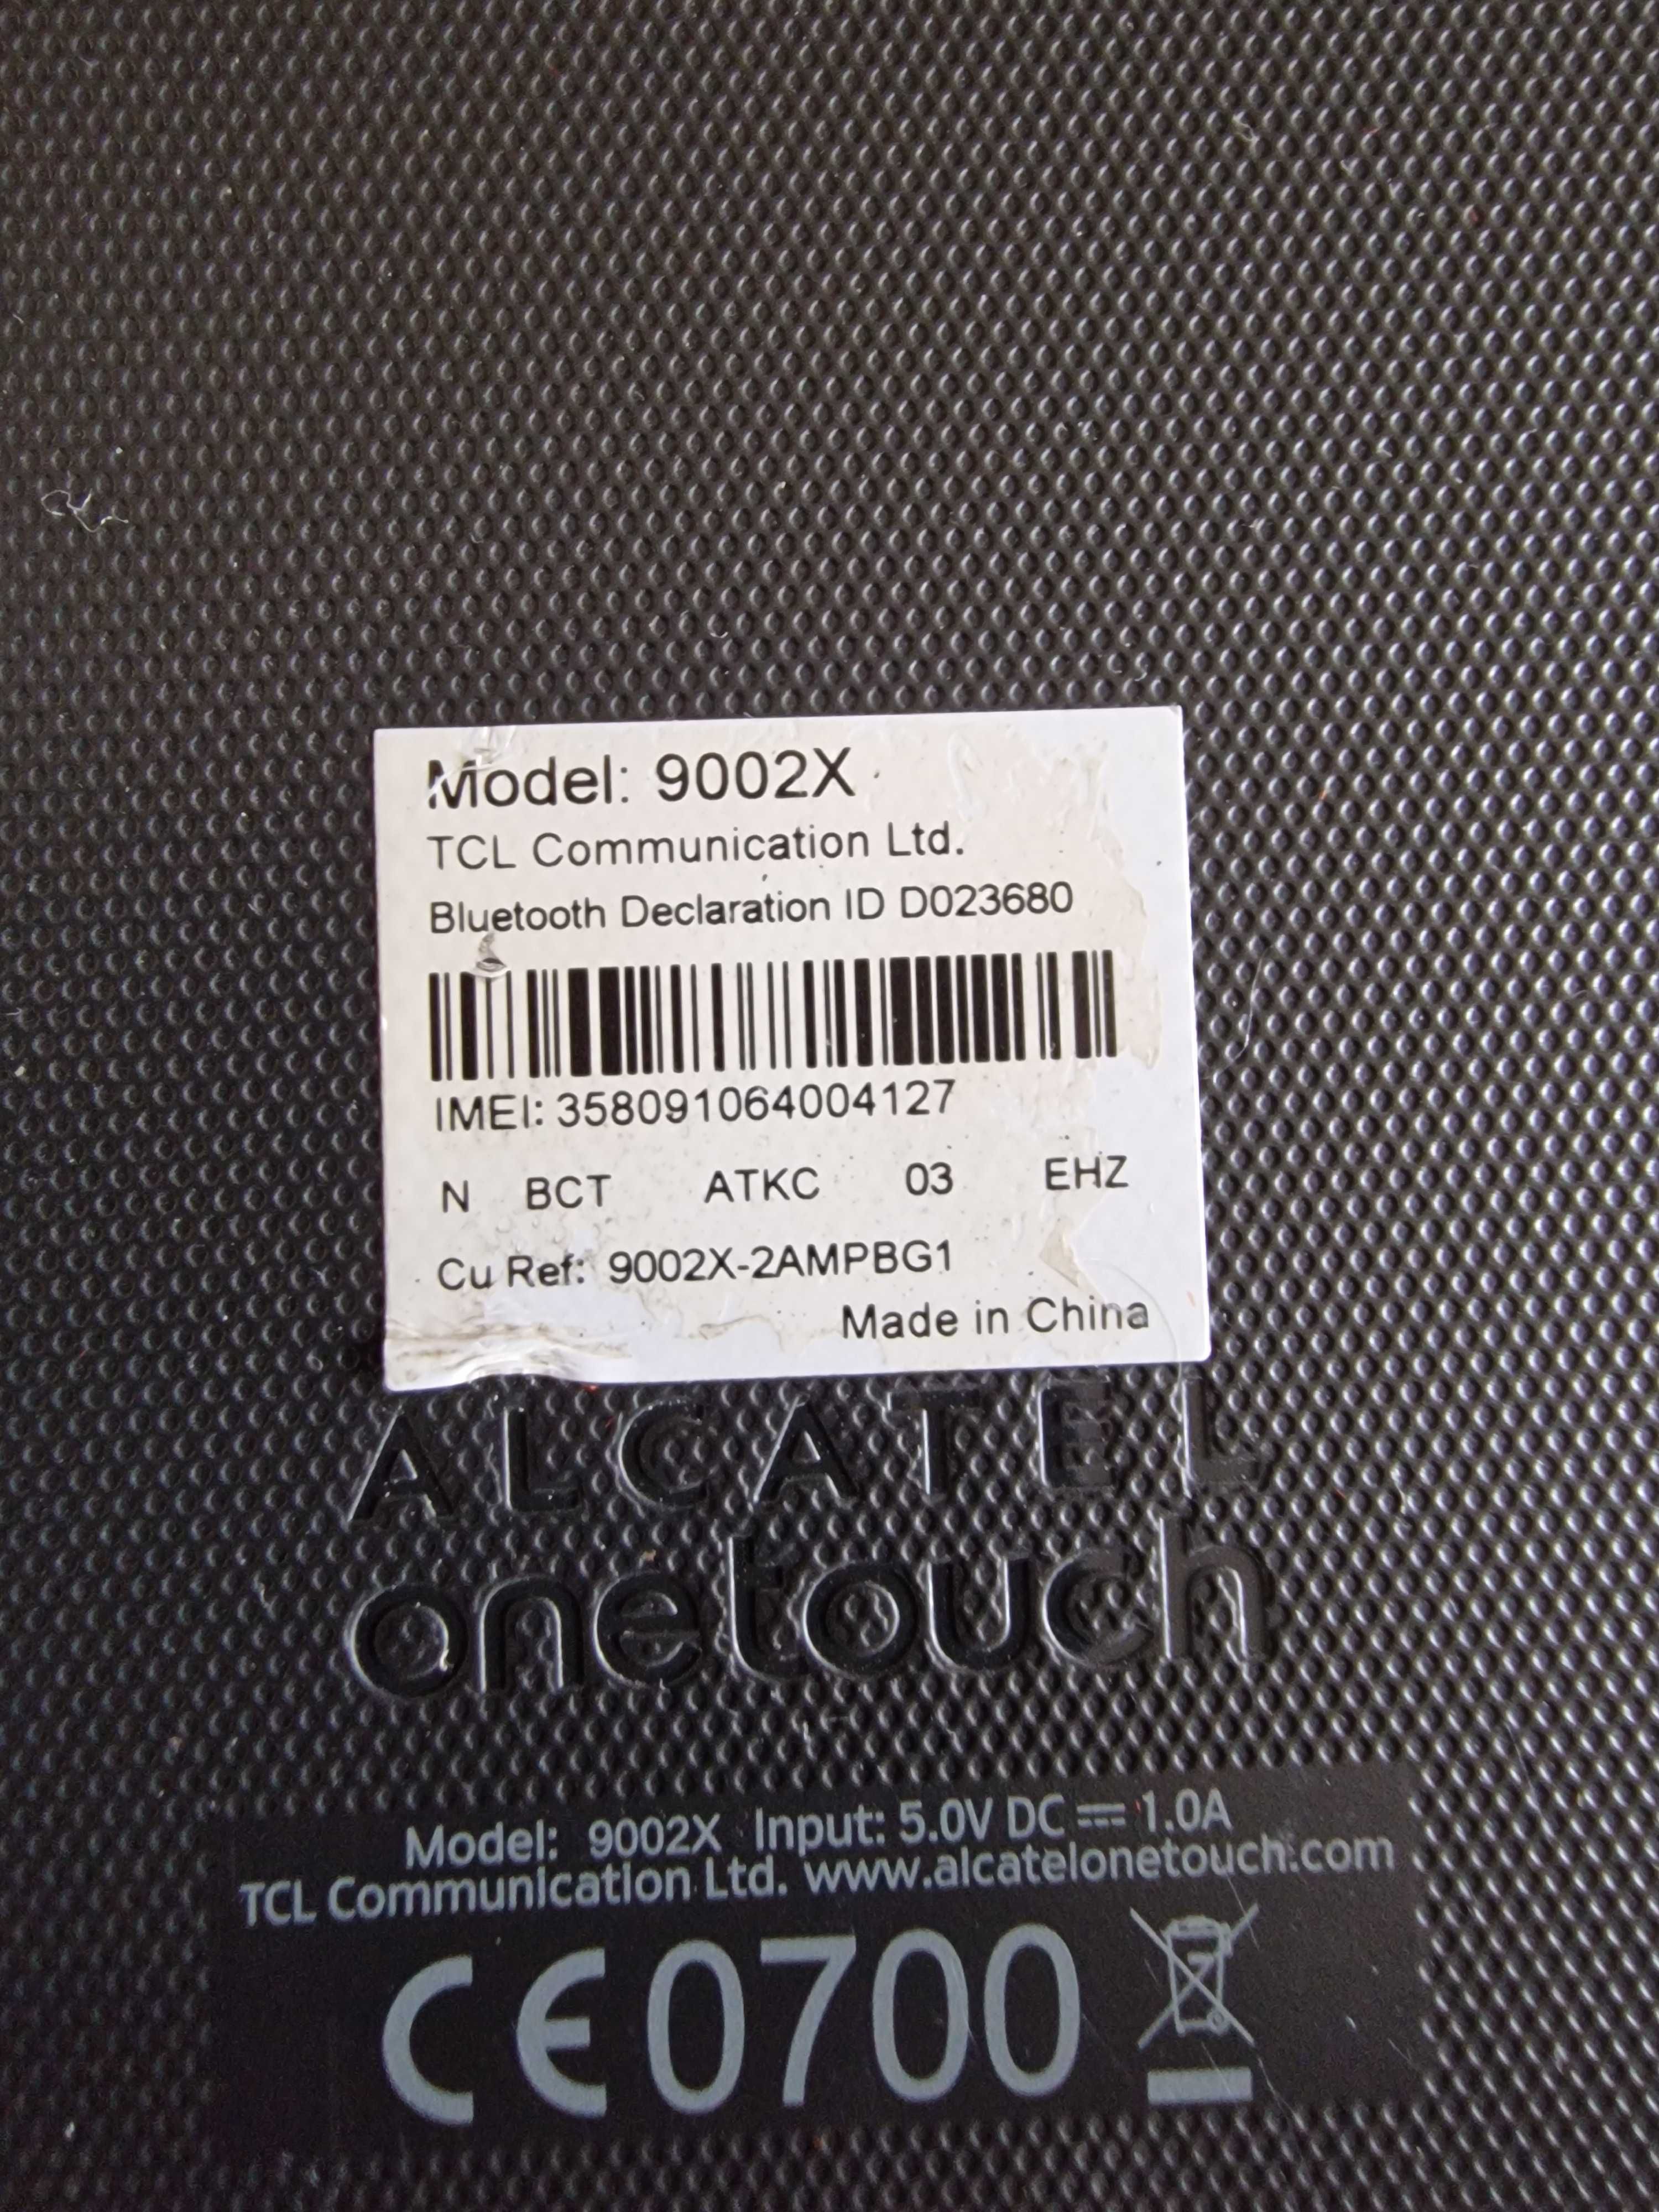 Model: 9002X
TCL Communication Ltd.
Bluetooth Declaration ID D023680
IMEI: 358091064004127
N BCT ATKC 03 EHZ
Cu Ref: 9002X-2AMPBG1
Made in China
ALCATEL
onetouch
Model: 9002X Input: 5.0V DC ⎓ 1.0A
TCL Communication Ltd. www.alcatelonetouch.com
CE0700